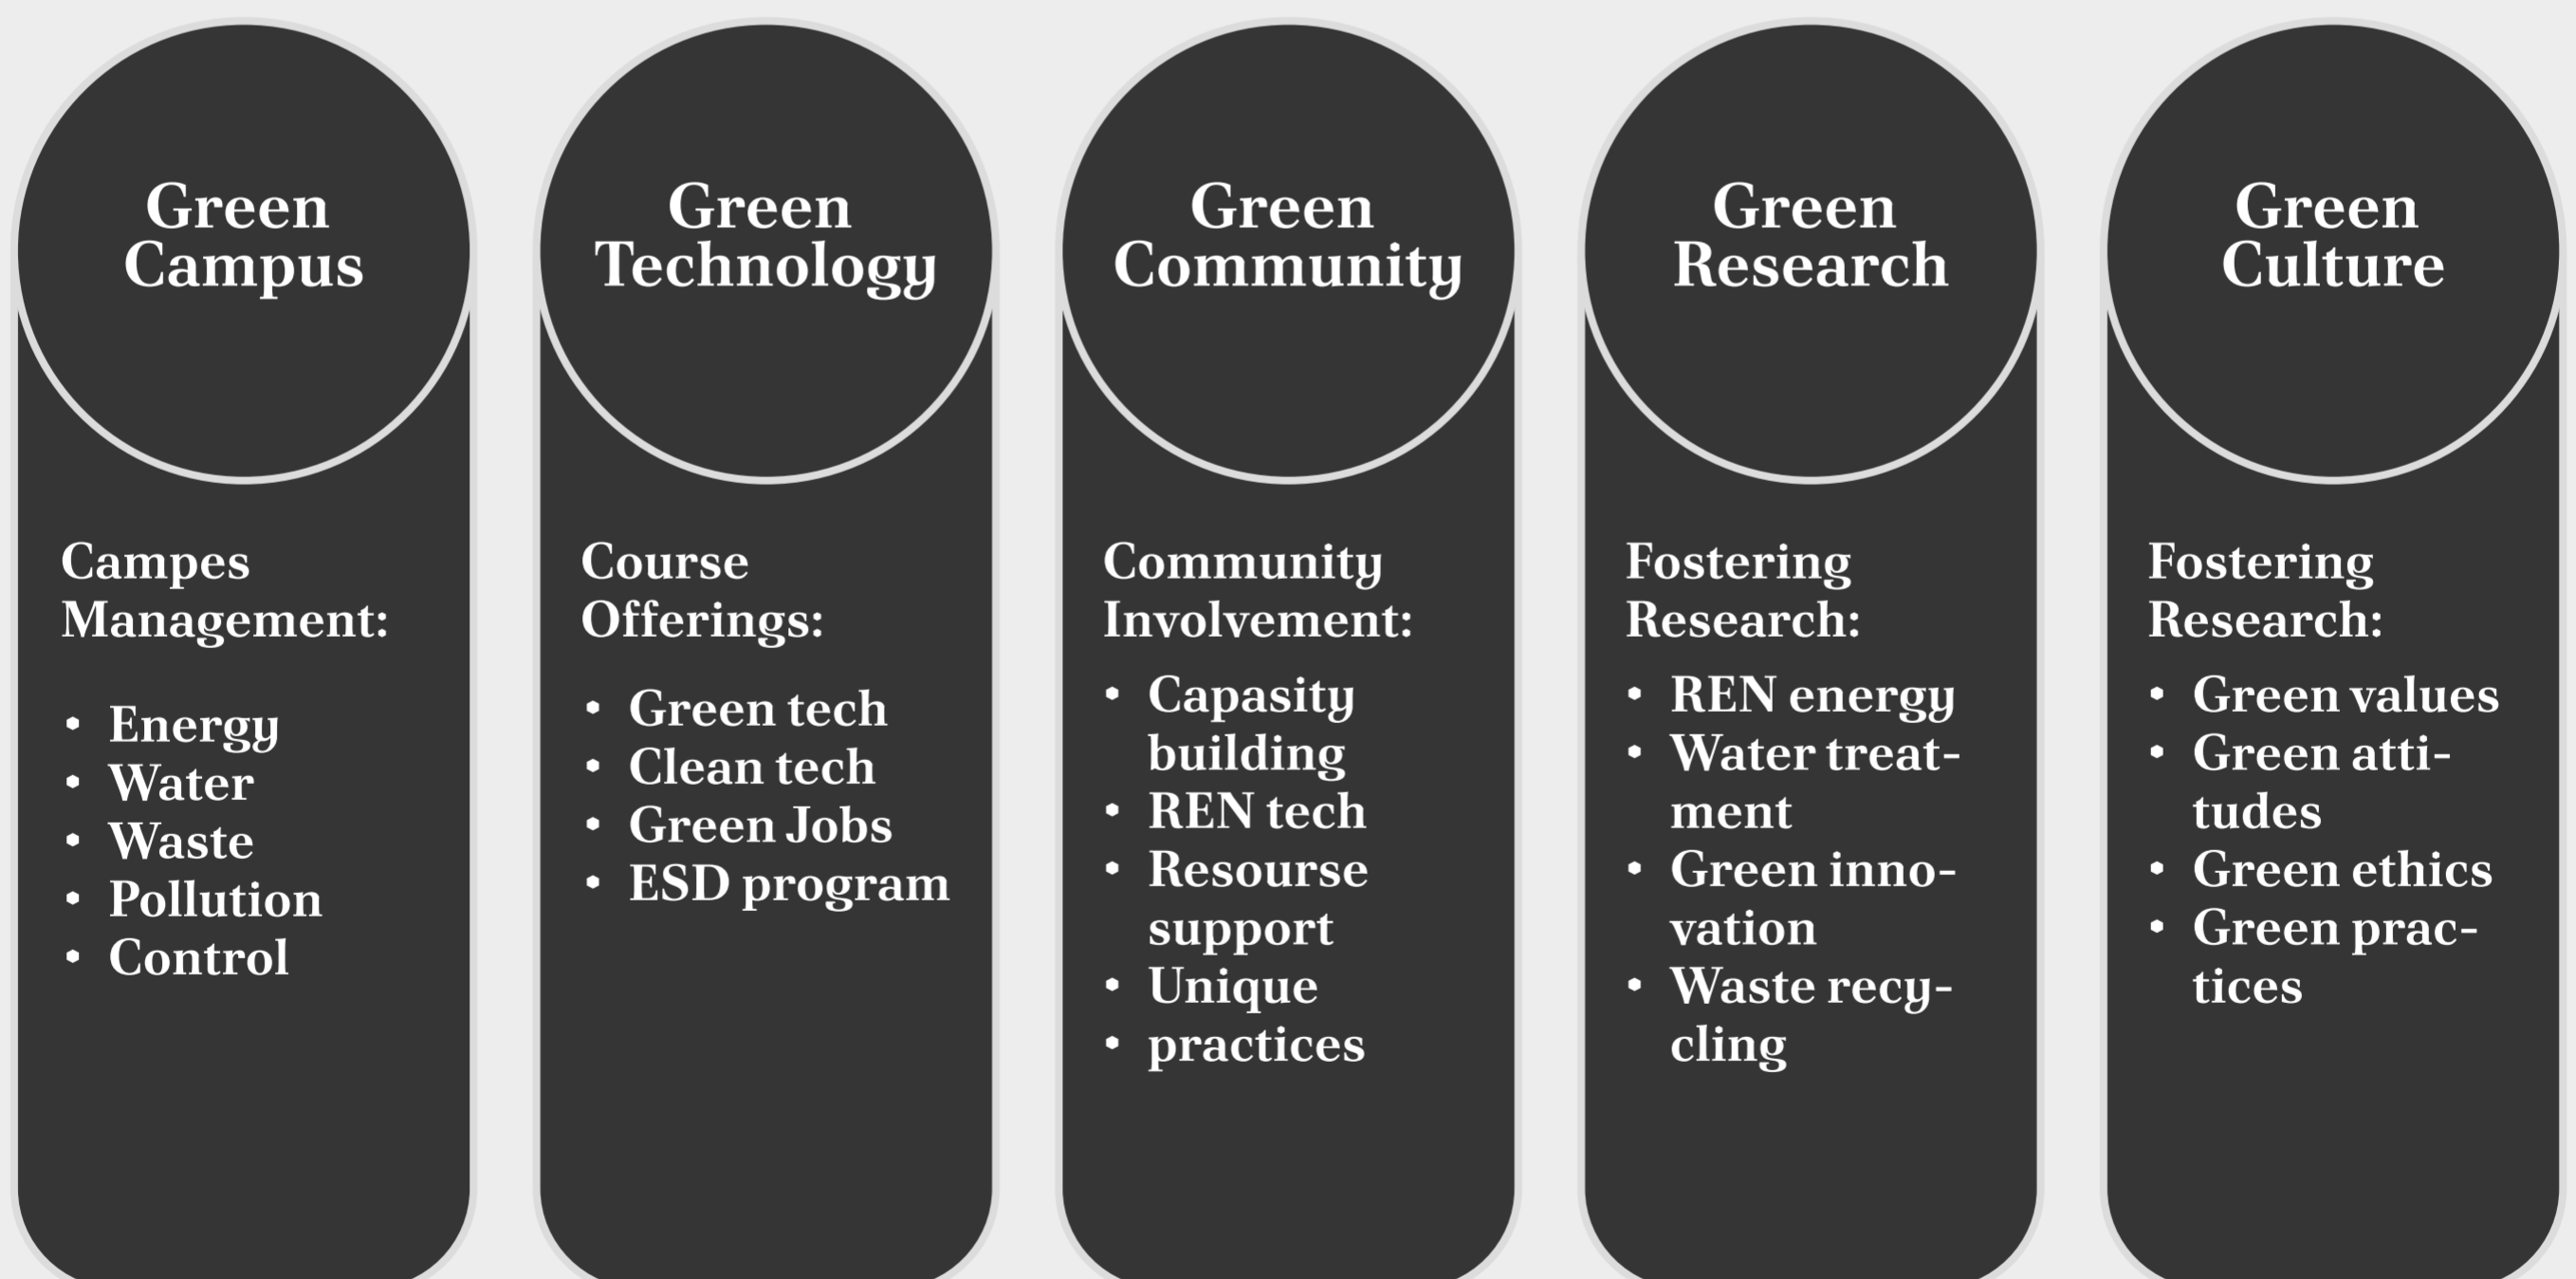 Green
Campus
Campes
Management:
• Energy
• Water
• Waste
• Pollution
• Control
Green
Technology
Course
Offerings:
• Green tech
• Clean tech
• Green Jobs
• ESD program
Green
Community
Community
Involvement:
• Capasity
building
• REN tech
• Resourse
support
• Unique
• practices
Green
Research
Fostering
Research:
• REN energy
• Water treat-
ment
• Green inno-
vation
• Waste recy-
cling
Green
Culture
Fostering
Research:
• Green values
• Green atti-
tudes
• Green ethics
• Green prac-
tices